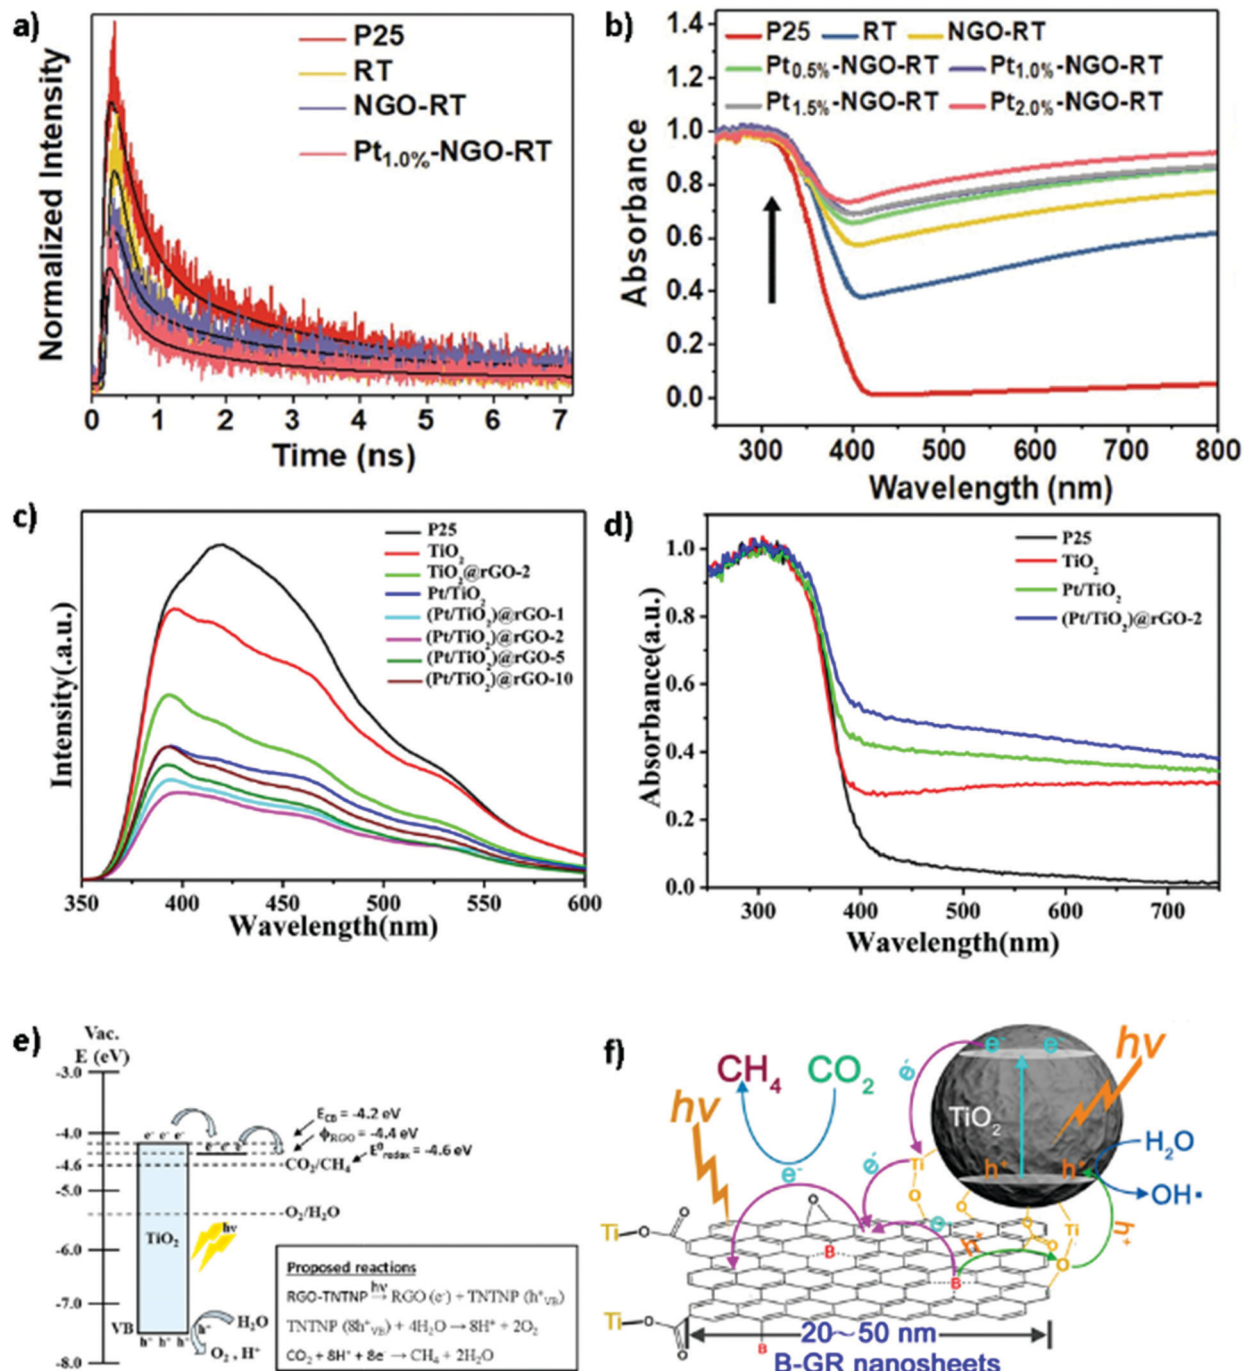 a)
Normalized Intensity
P25
RT
NGO-RT
Pt1.0%-NGO-RT
0 1 2 3 4 5 6 7
Time (ns)
b)
Absorbance
1.4
1.2
1.0
0.8
0.6
0.4
0.2
0.0
P25 RT NGO-RT
Pt0.5%-NGO-RT Pt1.0%-NGO-RT
Pt1.5%-NGO-RT Pt2.0%-NGO-RT
300 400 500 600 700 800
Wavelength (nm)
c)
Intensity(.a.u.)
P25
TiO2
TiO2@rGO-2
Pt/TiO2
(Pt/TiO2)@rGO-1
(Pt/TiO2)@rGO-2
(Pt/TiO2)@rGO-5
(Pt/TiO2)@rGO-10
350 400 450 500 550 600
Wavelength(nm)
d)
Absorbance(a.u.)
1.0
0.8
0.6
0.4
0.2
0.0
P25
TiO2
Pt/TiO2
(Pt/TiO2)@rGO-2
300 400 500 600 700
Wavelength(nm)
e)
Vac.
E (eV)
-3.0
-4.0
-4.6
-5.0
-6.0
-7.0
-8.0
e- e- e-
e- e- e-
ECB = -4.2 eV
ϕRGO = -4.4 eV
E0redox = -4.6 eV
CO2/CH4
O2/H2O
TiO2
hv
VB
h+ h+ h+
h+
H2O
O2 , H+
Proposed reactions
RGO-TNTNP hv→ RGO (e-) + TNTNP (h+VB)
TNTNP (8h+VB) + 4H2O → 8H+ + 2O2
CO2 + 8H+ + 8e- → CH4 + 2H2O
f)
CH4 CO2
hv
e-
e-
e-
e- e
hv
TiO2
h+ h+
H2O
OH•
Ti
O
e
O
O
O
Ti
O
h+
h+
Ti O
O
O
B
B
Ti O
O
B
20~50 nm
B-GR nanosheets